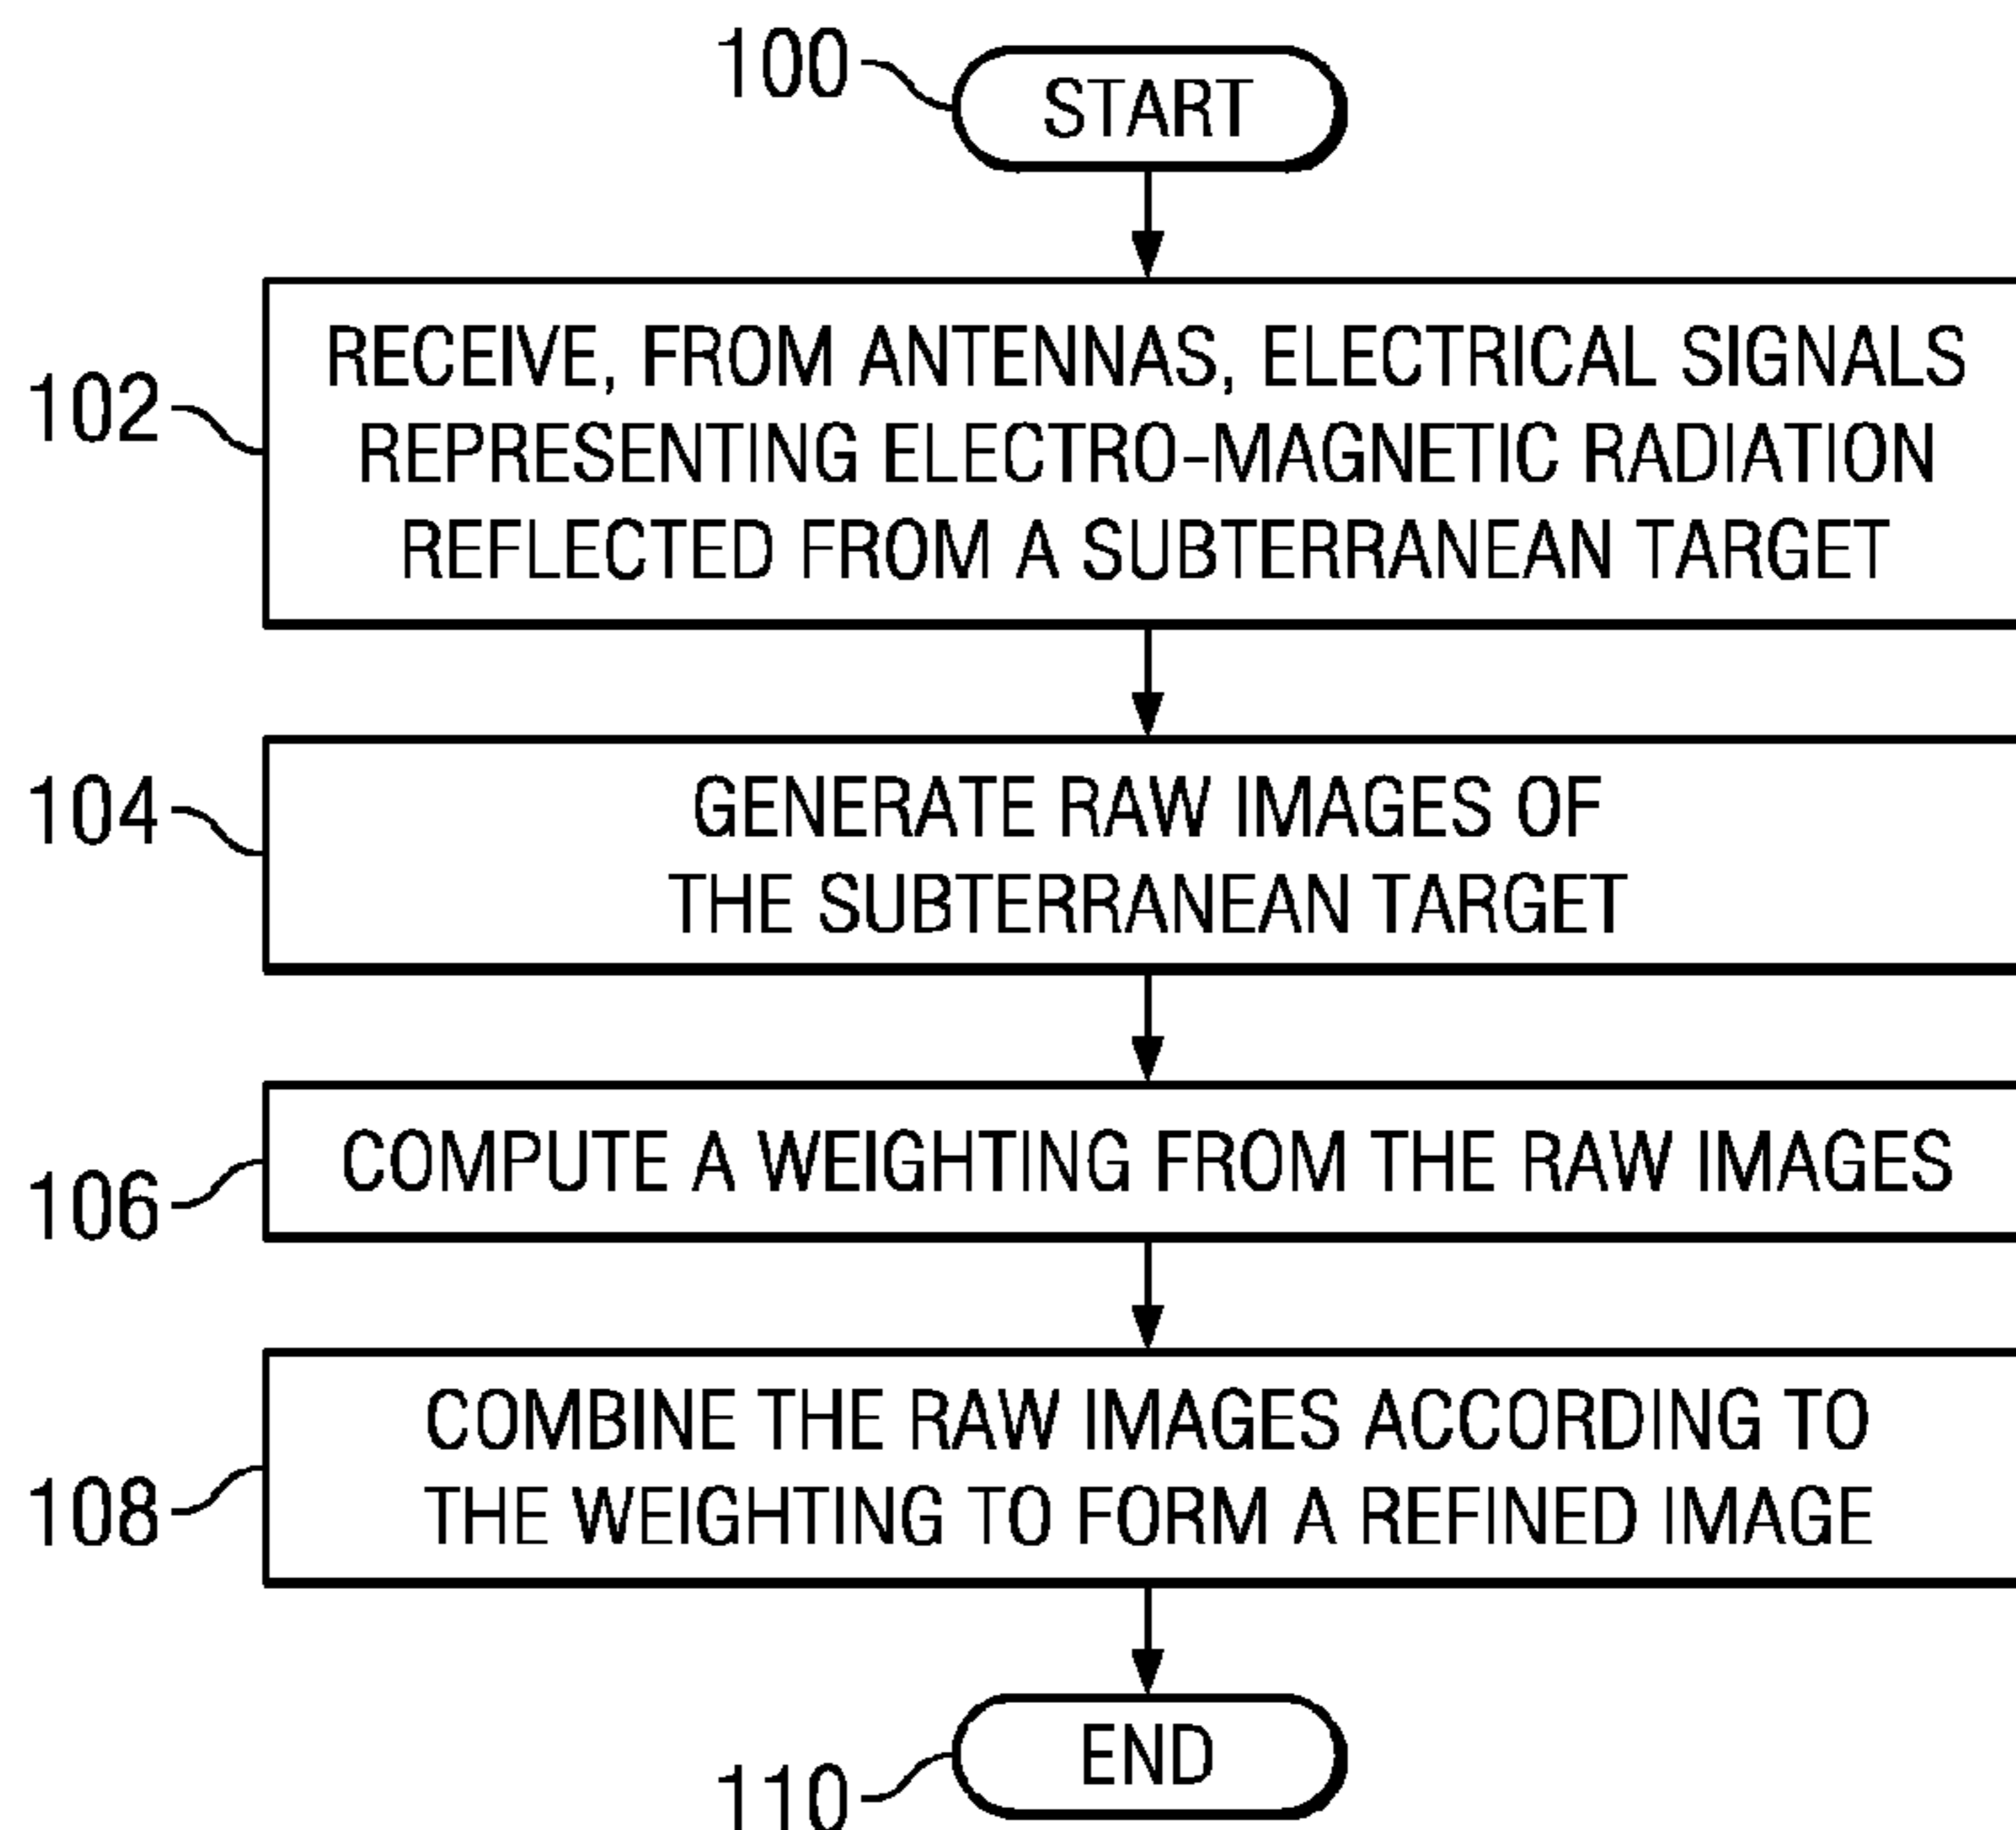 100
START
102
RECEIVE, FROM ANTENNAS, ELECTRICAL SIGNALS
REPRESENTING ELECTRO-MAGNETIC RADIATION
REFLECTED FROM A SUBTERRANEAN TARGET
104
GENERATE RAW IMAGES OF
THE SUBTERRANEAN TARGET
106
COMPUTE A WEIGHTING FROM THE RAW IMAGES
108
COMBINE THE RAW IMAGES ACCORDING TO
THE WEIGHTING TO FORM A REFINED IMAGE
110
END